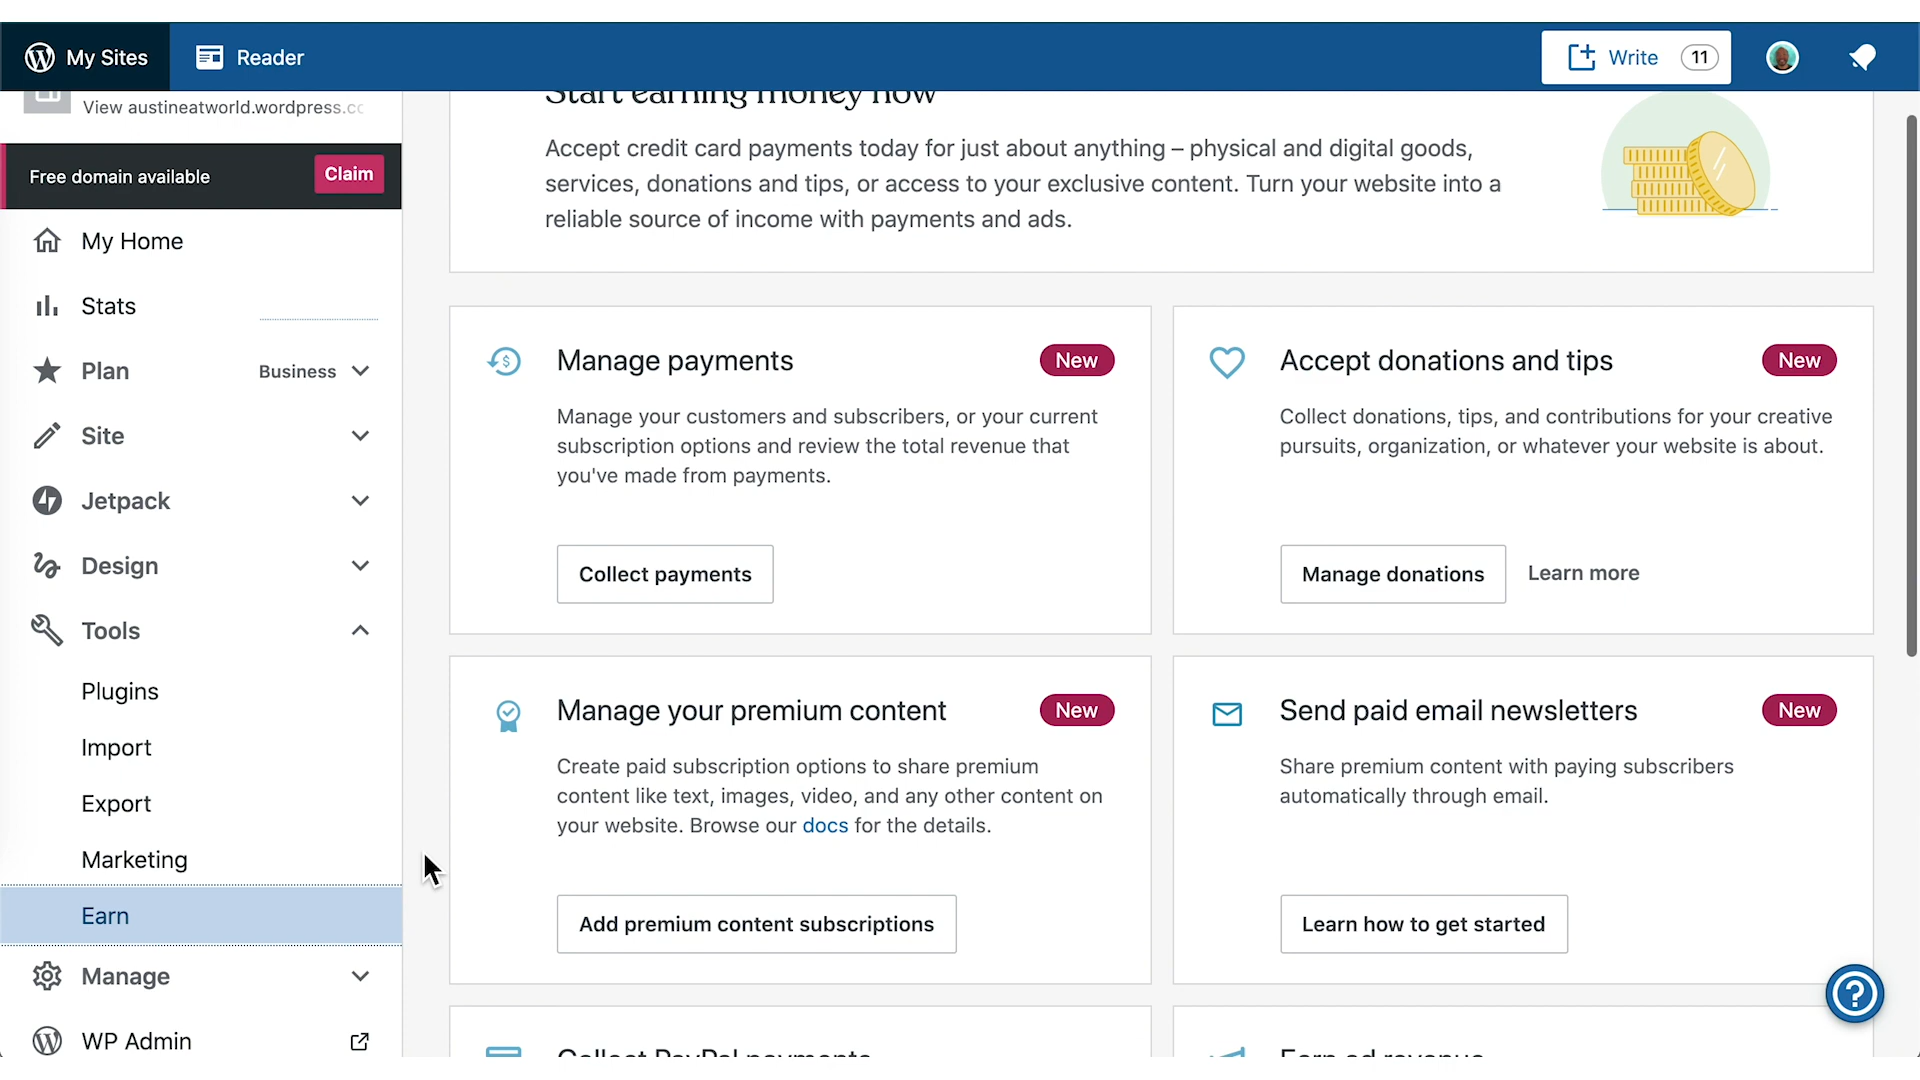 My Sites
Reader
Write 11
View austineatworld.wordpress.cc
Free domain available
Claim
My Home
Stats
Plan
Business
Site
Jetpack
Design
Tools
Plugins
Import
Export
Marketing
Earn
Manage
WP Admin
Start earning money now
Accept credit card payments today for just about anything – physical and digital goods,
services, donations and tips, or access to your exclusive content. Turn your website into a
reliable source of income with payments and ads.
Manage payments
New
Manage your customers and subscribers, or your current
subscription options and review the total revenue that
you've made from payments.
Collect payments
Accept donations and tips
New
Collect donations, tips, and contributions for your creative
pursuits, organization, or whatever your website is about.
Manage donations
Learn more
Manage your premium content
New
Create paid subscription options to share premium
content like text, images, video, and any other content on
your website. Browse our docs for the details.
Add premium content subscriptions
Send paid email newsletters
New
Share premium content with paying subscribers
automatically through email.
Learn how to get started
Collect PayPal payments
Earn ad revenue